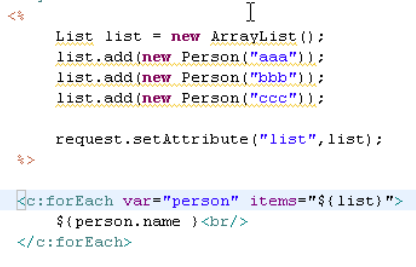 <%
List list = new ArrayList();
list.add(new Person("aaa"));
list.add(new Person("bbb"));
list.add(new Person("ccc"));
request.setAttribute("list",list);
%>
<c:forEach var="person" items="${list}">
${person.name }<br/>
</c:forEach>